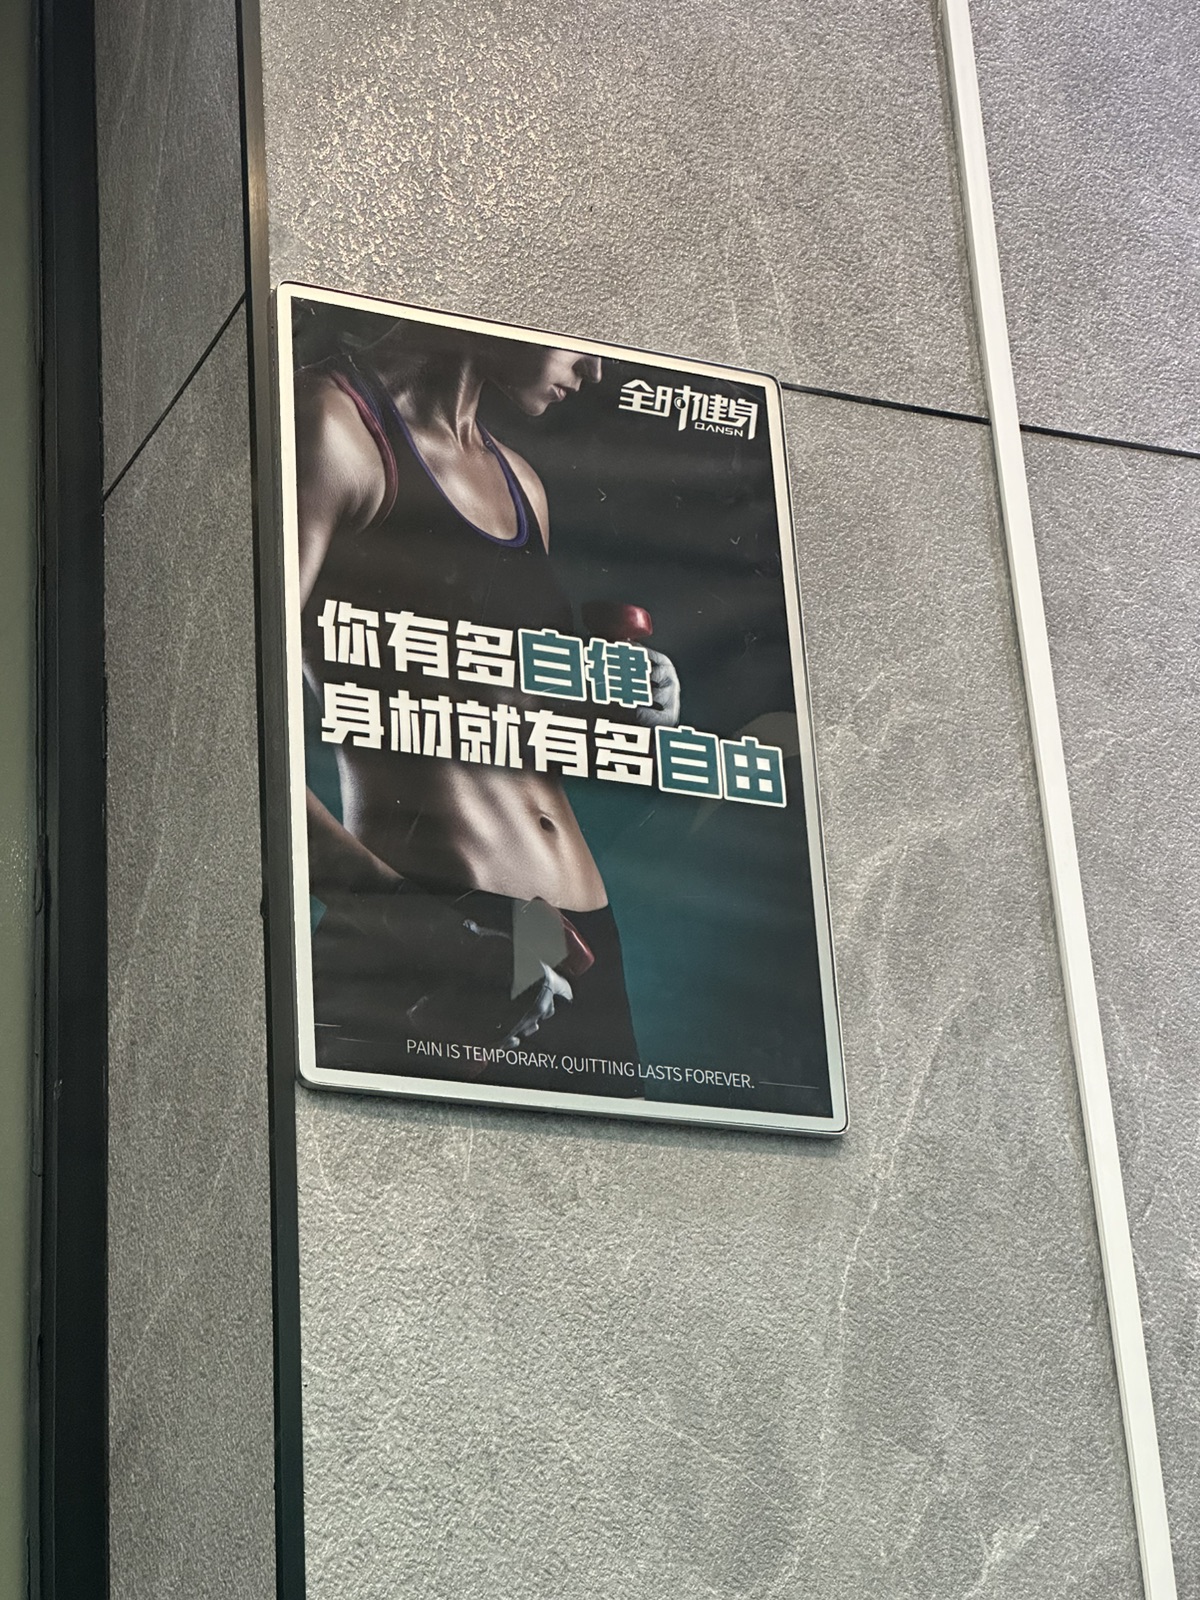 全时健身
QANSN
你有多自律
身材就有多自由
PAIN IS TEMPORARY. QUITTING LASTS FOREVER.